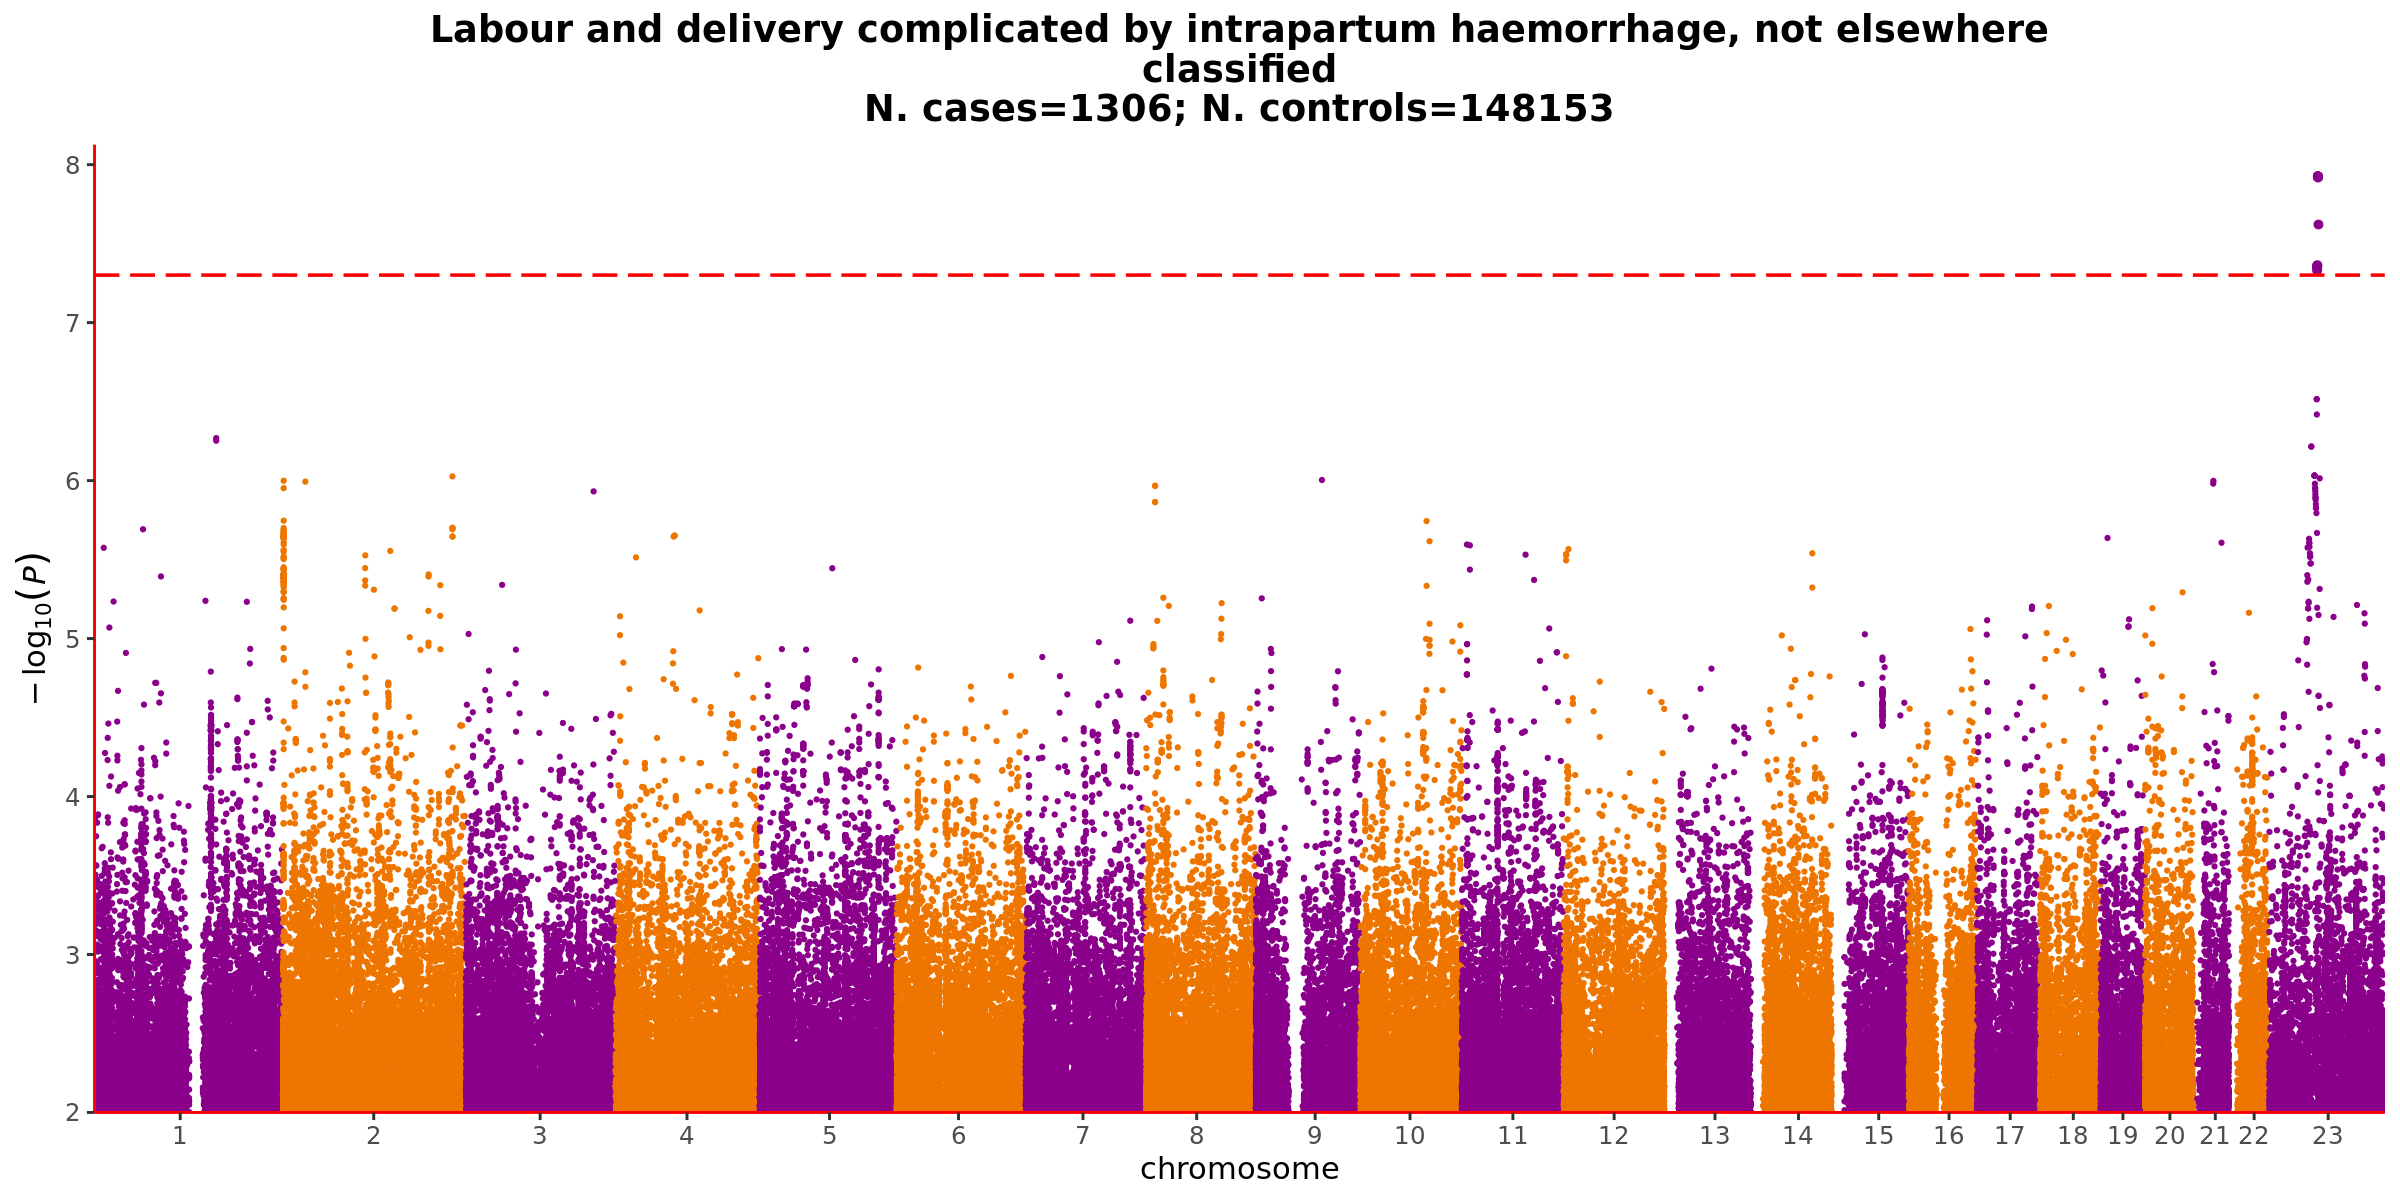 Labour and delivery complicated by intrapartum haemorrhage, not elsewhere
classified
N. cases=1306; N. controls=148153
8
7
6
5
4
3
2
−log10(P)
1 2 3 4 5 6 7 8 9 10 11 12 13 14 15 16 17 18 19 20 21 22 23
chromosome